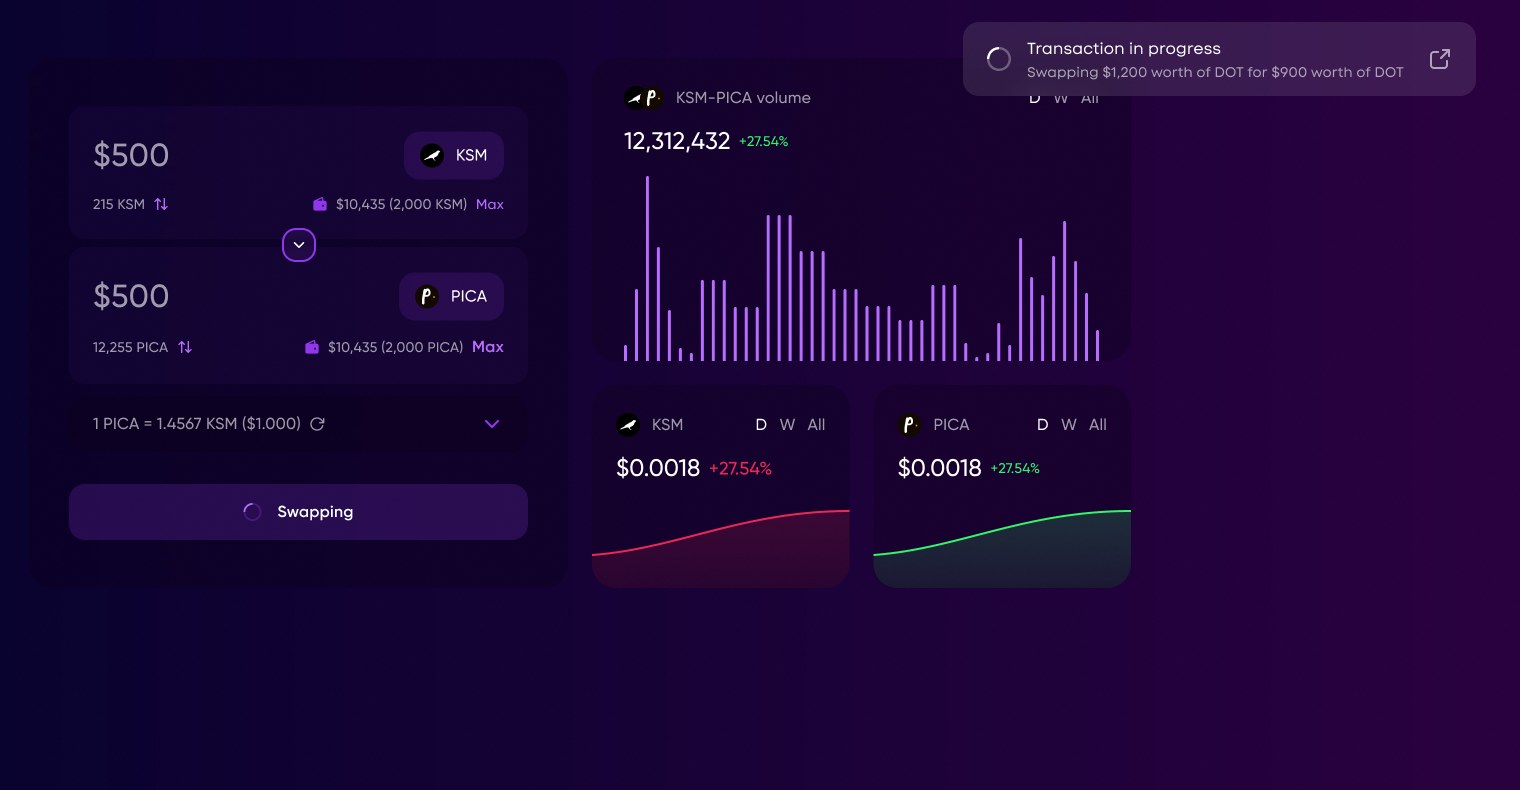 Transaction in progress
Swapping $1,200 worth of DOT for $900 worth of DOT
$500
KSM
215 KSM
$10,435 (2,000 KSM) Max
$500
PICA
12,255 PICA
$10,435 (2,000 PICA) Max
1 PICA = 1.4567 KSM ($1.000)
Swapping
KSM-PICA volume
D W All
12,312,432 +27.54%
KSM
D W All
$0.0018 +27.54%
PICA
D W All
$0.0018 +27.54%